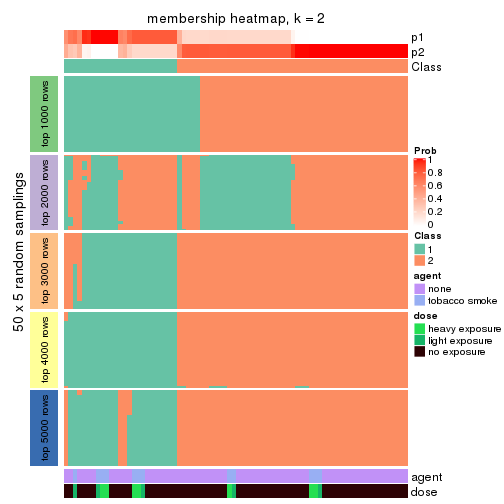 membership heatmap, k = 2
p1
p2
Class
50 x 5 random samplings
top 1000 rows
top 2000 rows
top 3000 rows
top 4000 rows
top 5000 rows
agent
dose
Prob
1
0.8
0.6
0.4
0.2
0
Class
1
2
agent
none
tobacco smoke
dose
heavy exposure
light exposure
no exposure